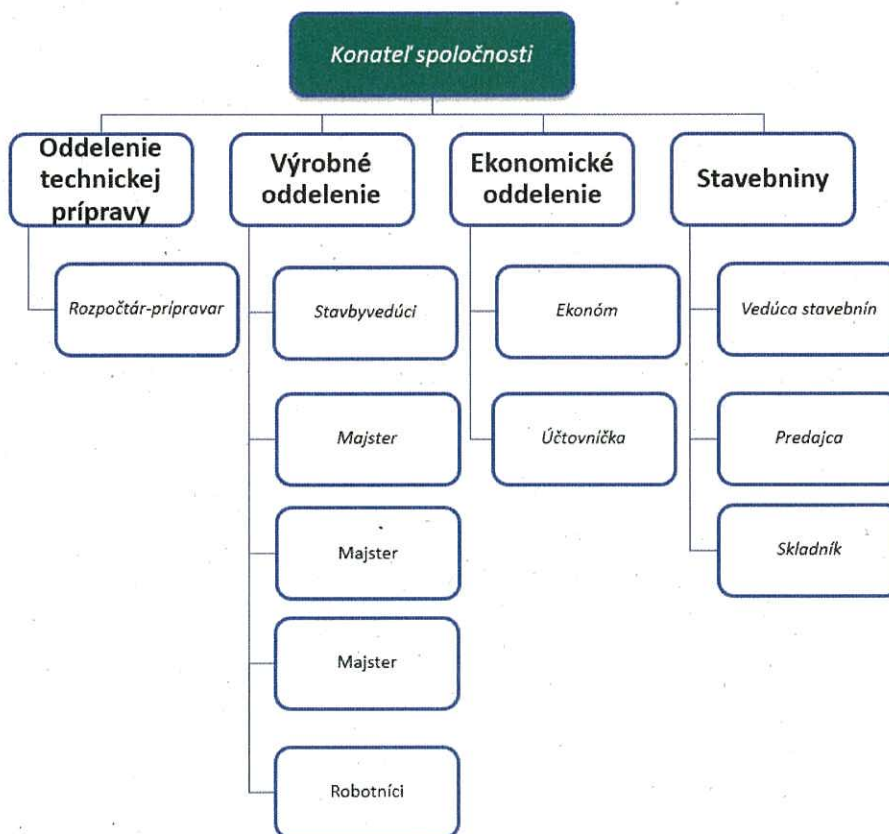 Konateľ spoločnosti
Oddelenie
technickej
prípravy
Výrobné
oddelenie
Ekonomické
oddelenie
Stavebniny
Rozpočtár-prípravar
Stavbyvedúci
Ekonóm
Vedúca stavebnín
Majster
Účtovníčka
Predajca
Majster
Skladník
Majster
Robotníci